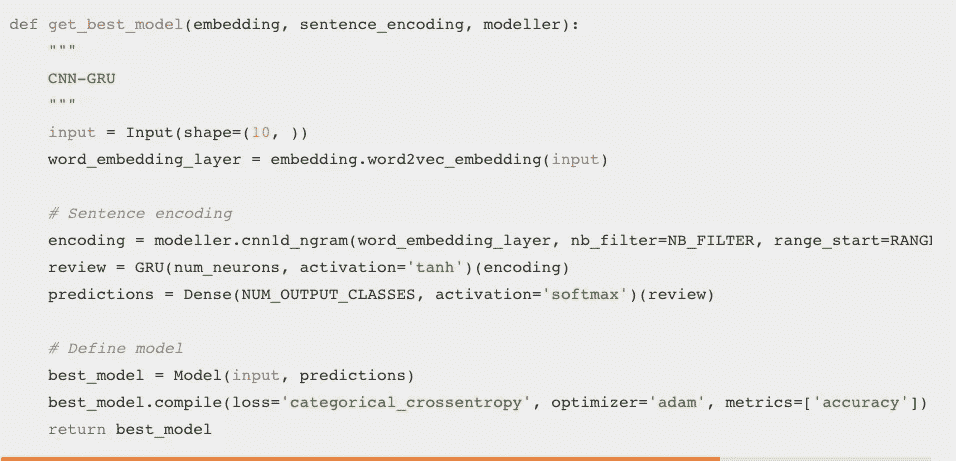 def get_best_model(embedding, sentence_encoding, modeller):
"""
CNN-GRU
"""
input = Input(shape=(10, ))
word_embedding_layer = embedding.word2vec_embedding(input)
# Sentence encoding
encoding = modeller.cnn1d_ngram(word_embedding_layer, nb_filter=NB_FILTER, range_start=
review = GRU(num_neurons, activation='tanh')(encoding)
predictions = Dense(NUM_OUTPUT_CLASSES, activation='softmax')(review)
# Define model
best_model = Model(input, predictions)
best_model.compile(loss='categorical_crossentropy', optimizer='adam', metrics=['accuracy'])
return best_model